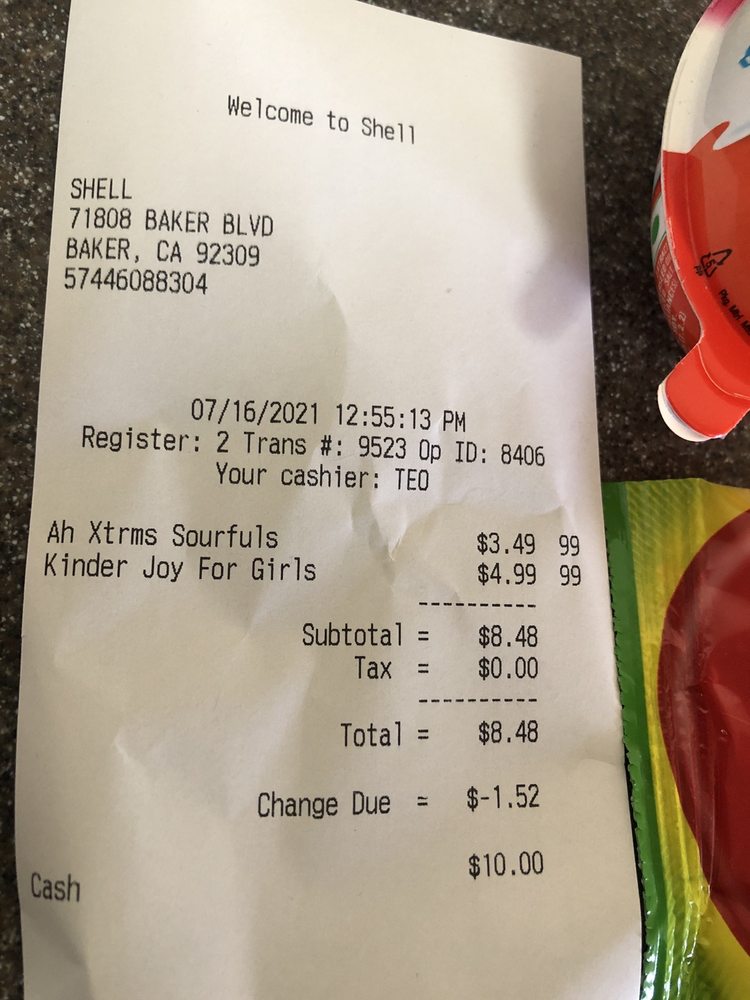 Welcome to Shell
SHELL
71808 BAKER BLVD
BAKER, CA 92309
57446088304
07/16/2021 12:55:13 PM
Register: 2 Trans #: 9523 Op ID: 8406
Your cashier: TEO
Ah Xtrms Sourfuls $3.49 99
Kinder Joy For Girls $4.99 99
----------
Subtotal = $8.48
Tax = $0.00
----------
Total = $8.48
Change Due = $-1.52
$10.00
Cash